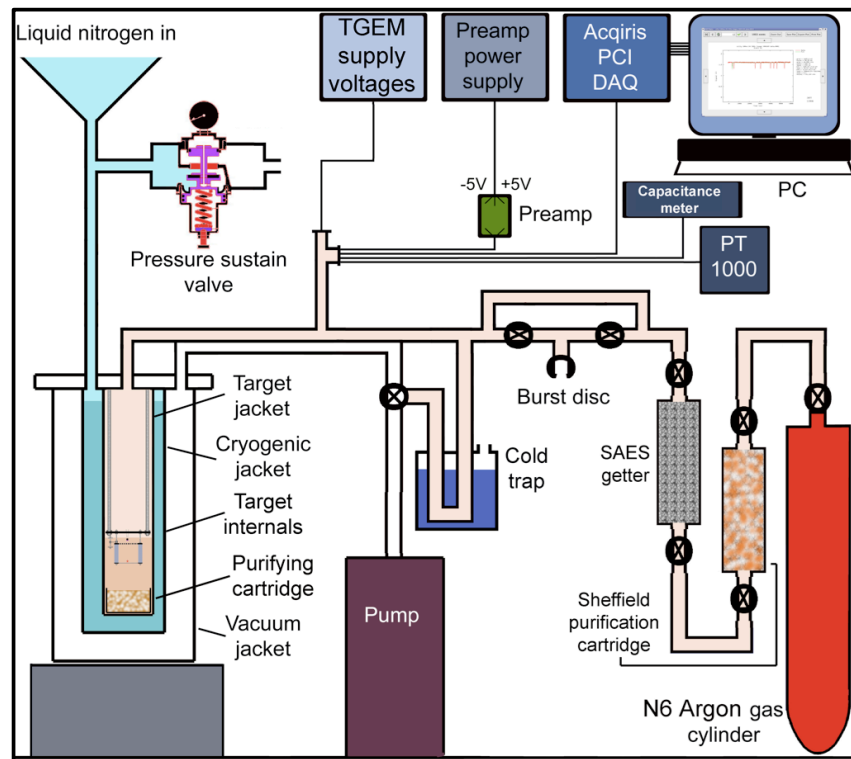 Liquid nitrogen in
TGEM
supply
voltages
Preamp
power
supply
Acqiris
PCI
DAQ
PC
-5V
+5V
Preamp
Capacitance
meter
PT
1000
Pressure sustain
valve
Target
jacket
Cryogenic
jacket
Target
internals
Purifying
cartridge
Vacuum
jacket
Burst disc
Cold
trap
SAES
getter
Pump
Sheffield
purification
cartridge
N6 Argon gas
cylinder